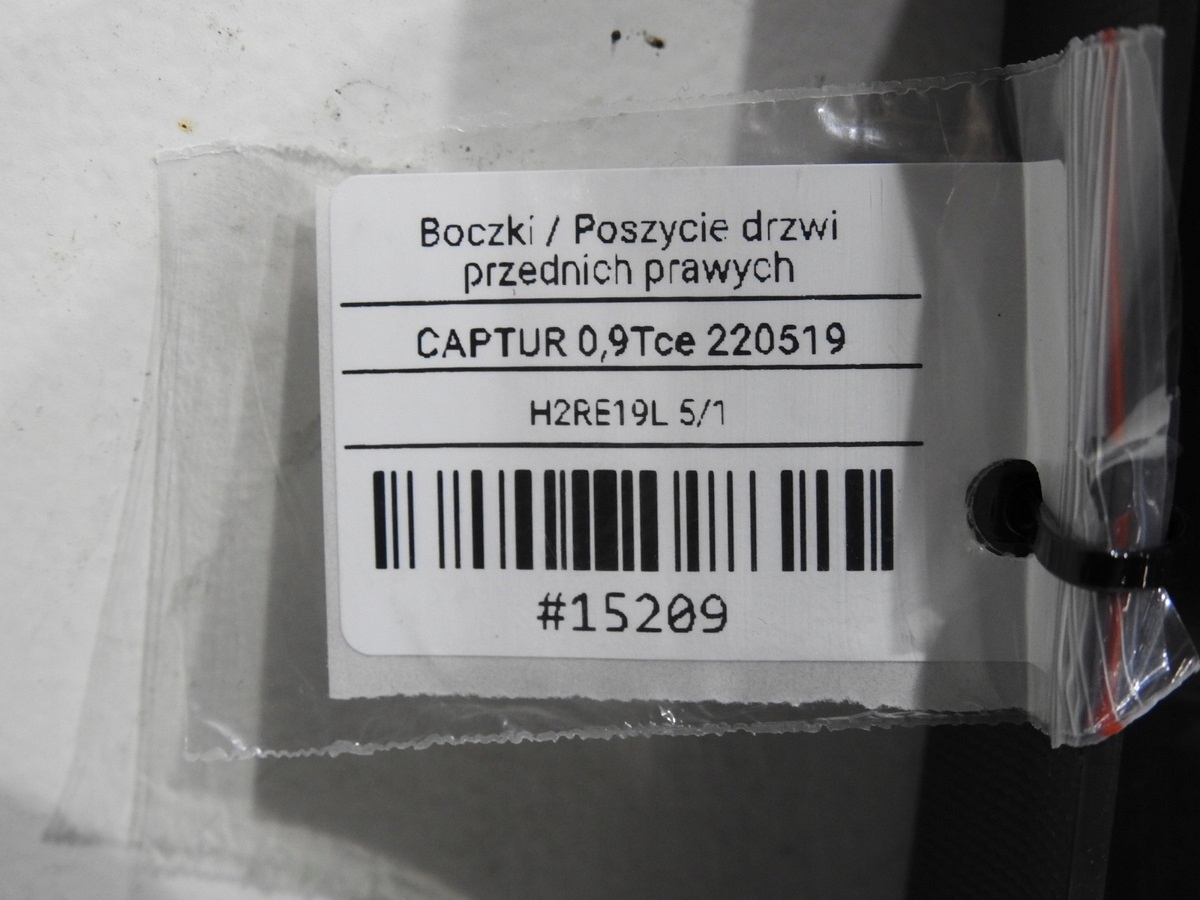 Boczki / Poszycie drzwi
przednich prawych
CAPTUR 0,9Tce 220519
H2RE19L 5/1
#15209